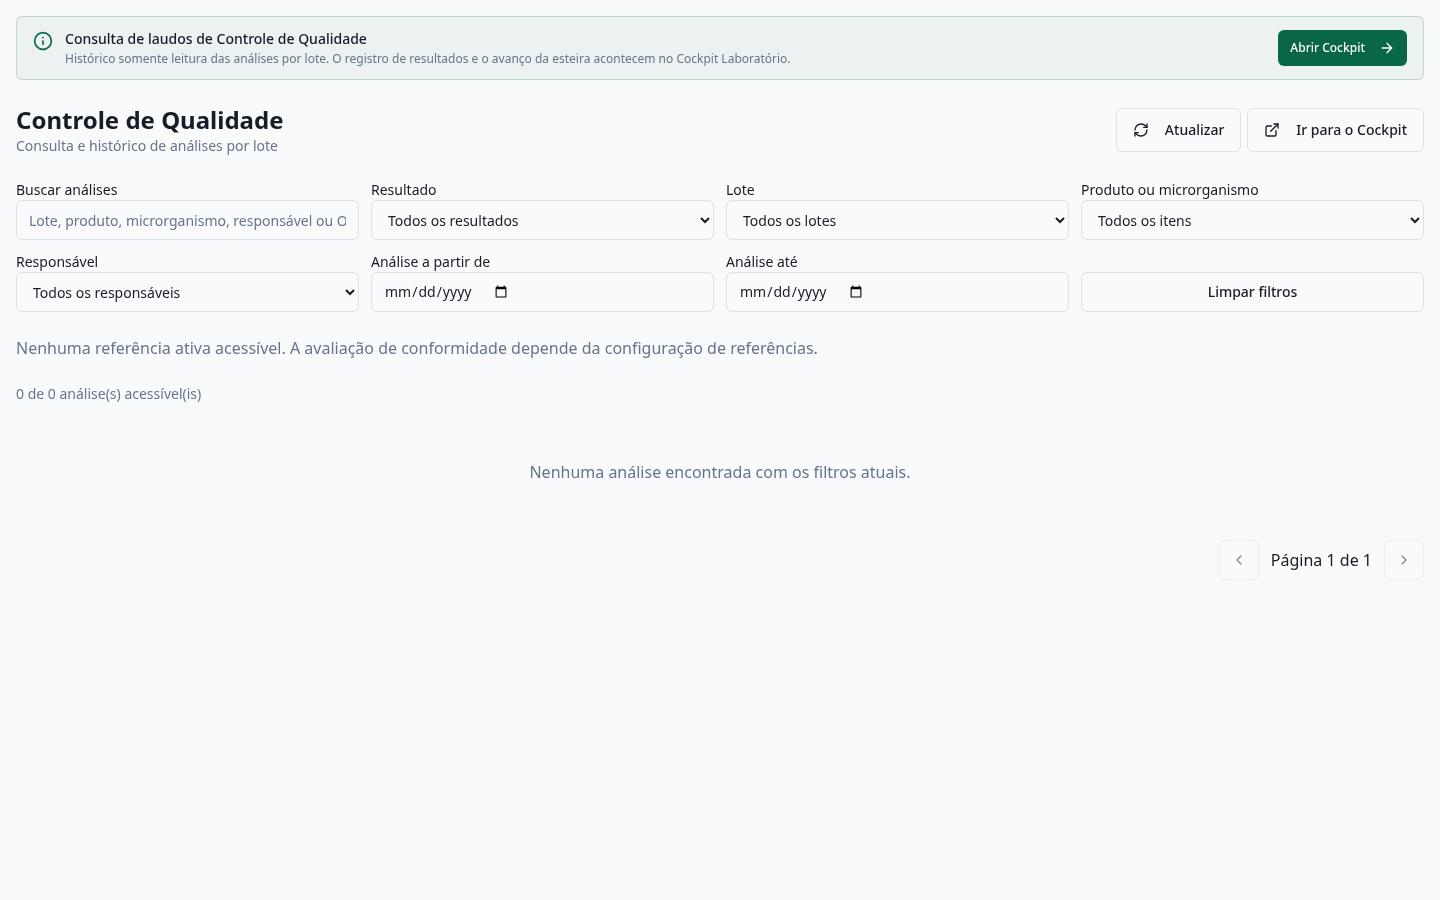 Consulta de laudos de Controle de Qualidade
Histórico somente leitura das análises por lote. O registro de resultados e o avanço da esteira acontecem no Cockpit Laboratório.
Abrir Cockpit
Controle de Qualidade
Consulta e histórico de análises por lote
Atualizar
Ir para o Cockpit
Buscar análises
Resultado
Lote
Produto ou microrganismo
Lote, produto, microrganismo, responsável ou O
Todos os resultados
Todos os lotes
Todos os itens
Responsável
Análise a partir de
Análise até
Todos os responsáveis
mm/dd/yyyy
mm/dd/yyyy
Limpar filtros
Nenhuma referência ativa acessível. A avaliação de conformidade depende da configuração de referências.
0 de 0 análise(s) acessível(is)
Nenhuma análise encontrada com os filtros atuais.
Página 1 de 1